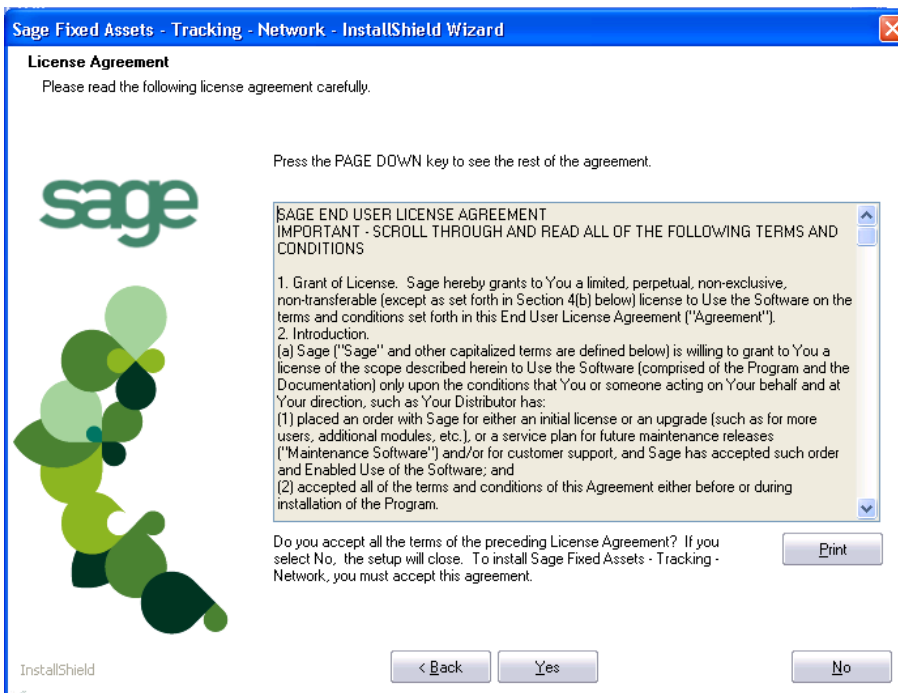 Sage Fixed Assets - Tracking - Network - InstallShield Wizard
License Agreement
Please read the following license agreement carefully.
Press the PAGE DOWN key to see the rest of the agreement.
sage
SAGE END USER LICENSE AGREEMENT
IMPORTANT - SCROLL THROUGH AND READ ALL OF THE FOLLOWING TERMS AND
CONDITIONS
1. Grant of License.  Sage hereby grants to You a limited, perpetual, non-exclusive,
non-transferable (except as set forth in Section 4(b) below) license to Use the Software on the
terms and conditions set forth in this End User License Agreement ("Agreement").
2. Introduction.
(a) Sage ("Sage" and other capitalized terms are defined below) is willing to grant to You a
license of the scope described herein to Use the Software (comprised of the Program and the
Documentation) only upon the conditions that You or someone acting on Your behalf and at
Your direction, such as Your Distributor has:
(1) placed an order with Sage for either an initial license or an upgrade (such as for more
users, additional modules, etc.), or a service plan for future maintenance releases
("Maintenance Software") and/or for customer support, and Sage has accepted such order
and Enabled Use of the Software; and
(2) accepted all of the terms and conditions of this Agreement either before or during
installation of the Program.
Do you accept all the terms of the preceding License Agreement?  If you
select No,  the setup will close.  To install Sage Fixed Assets - Tracking -
Network, you must accept this agreement.
Print
InstallShield
< Back
Yes
No